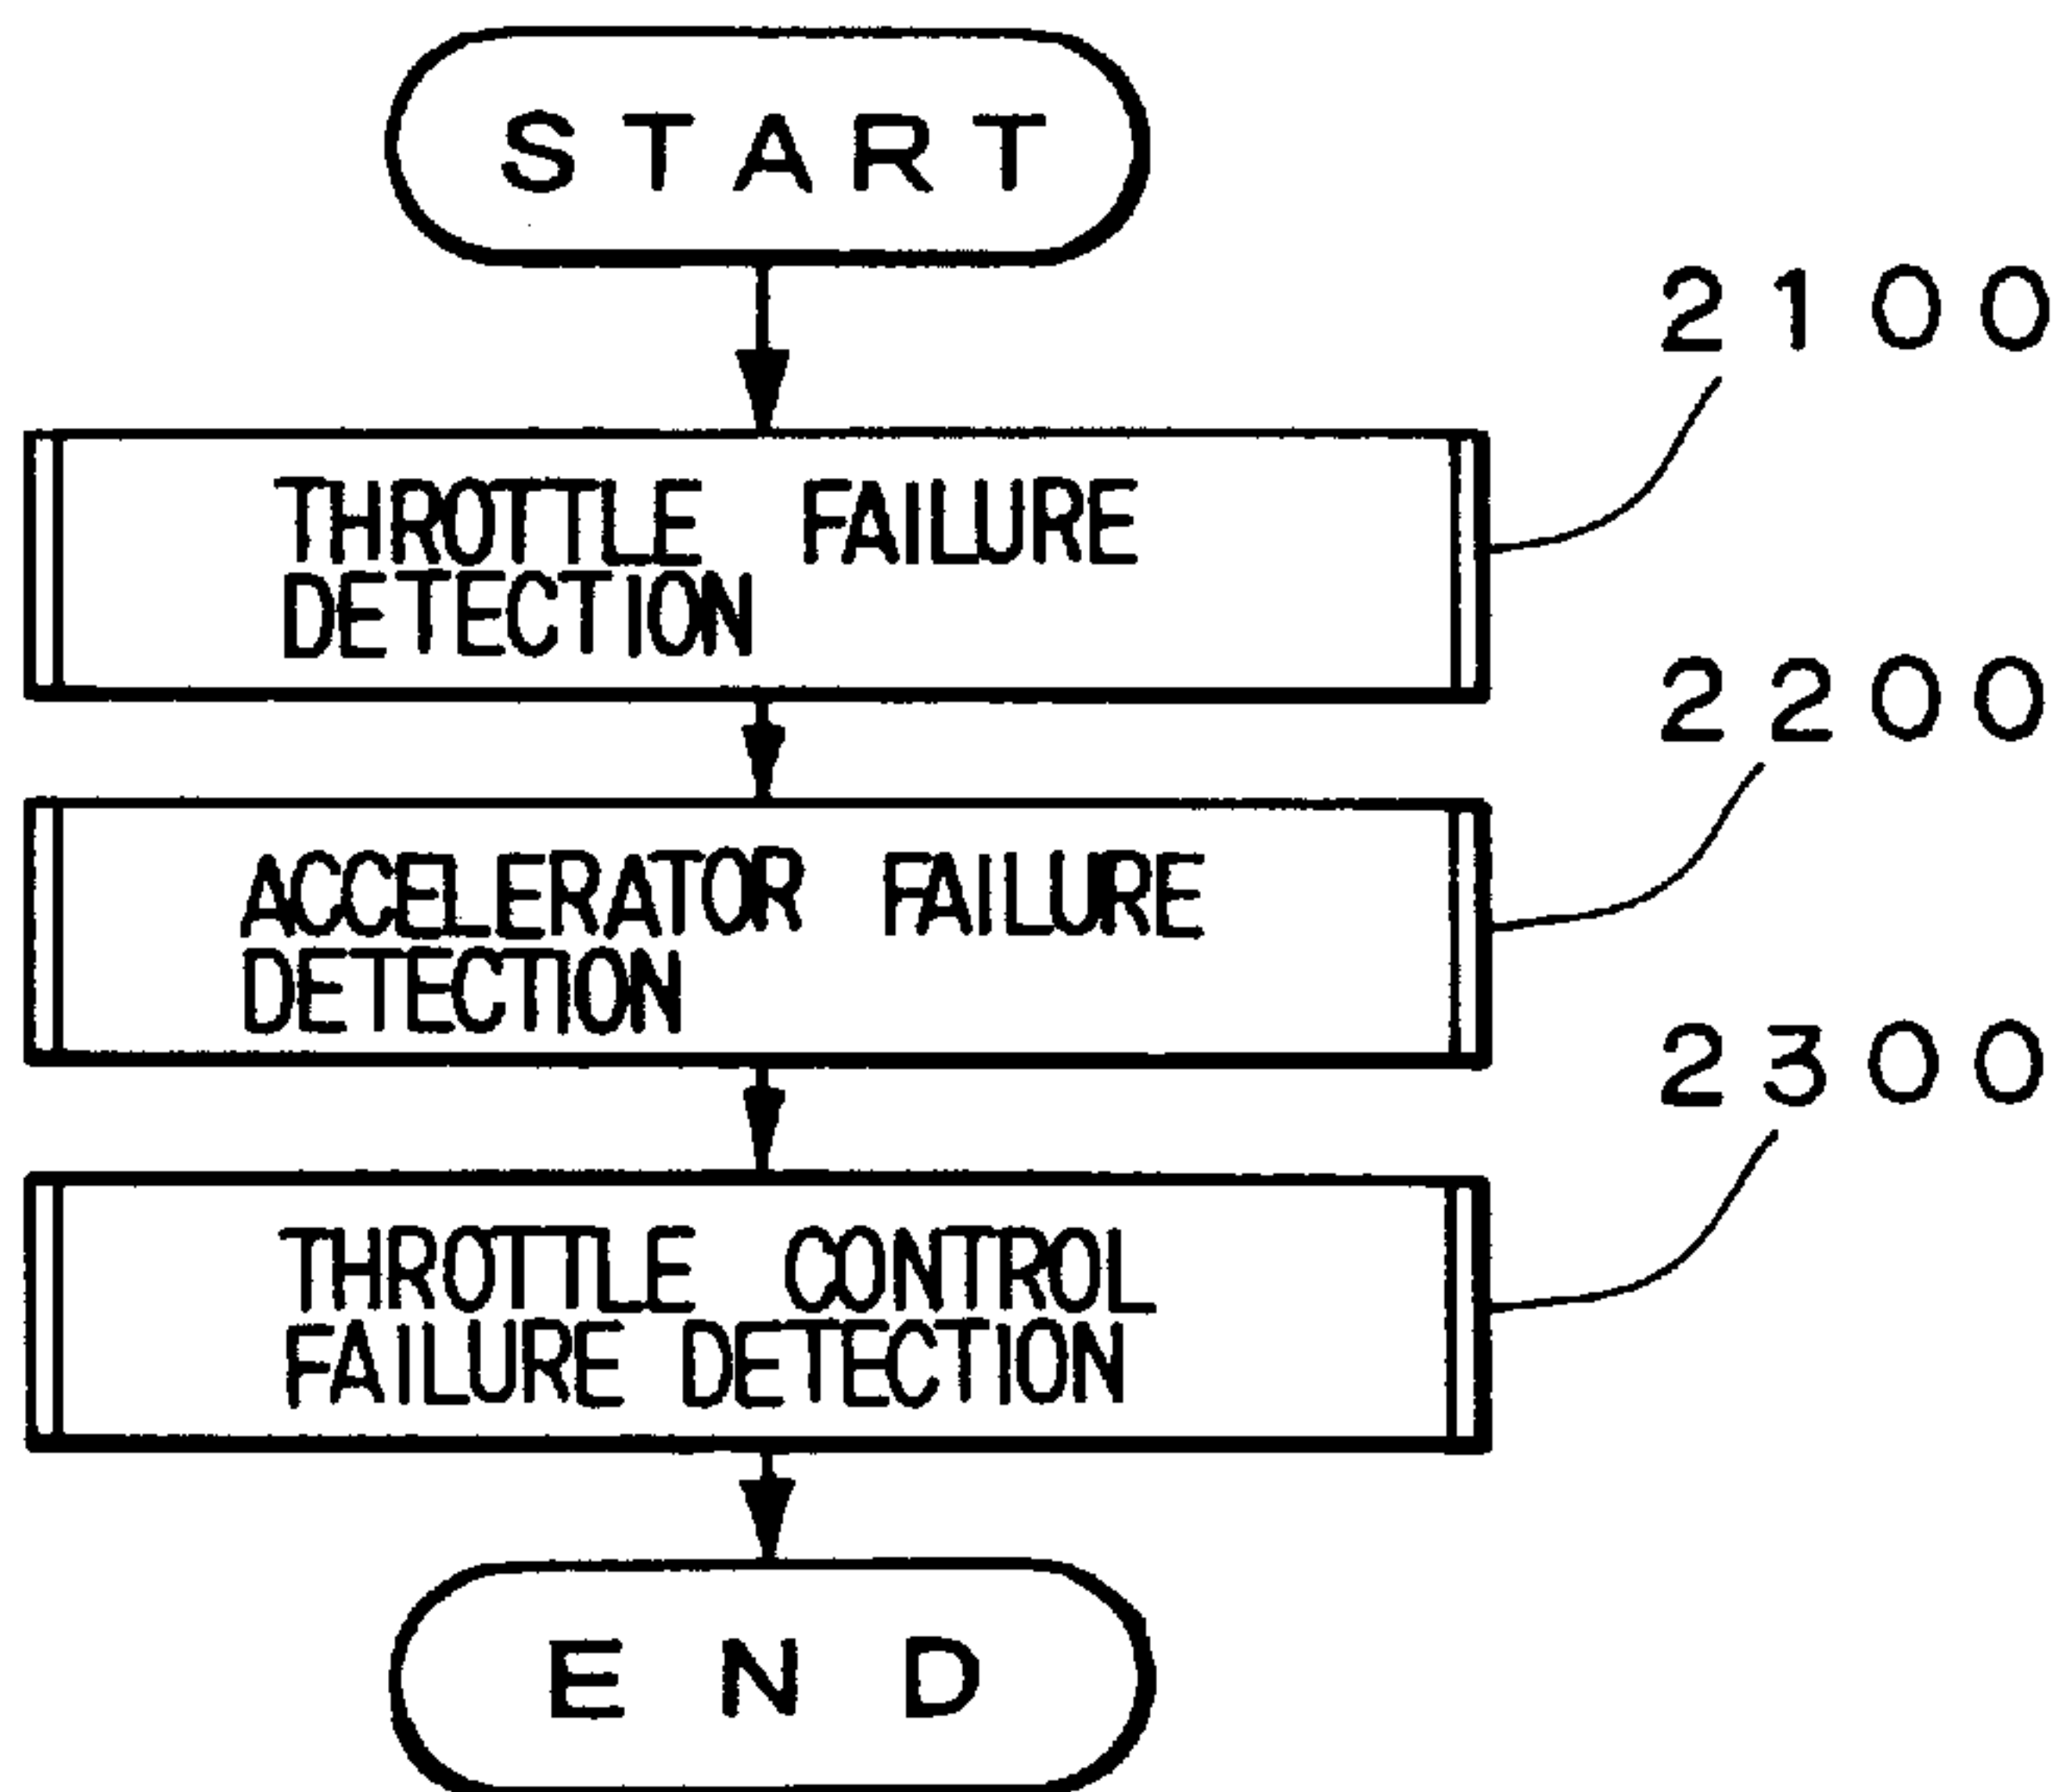 START
2100
THROTTLE FAILURE
DETECTION
2200
ACCELERATOR FAILURE
DETECTION
2300
THROTTLE CONTROL
FAILURE DETECTION
END